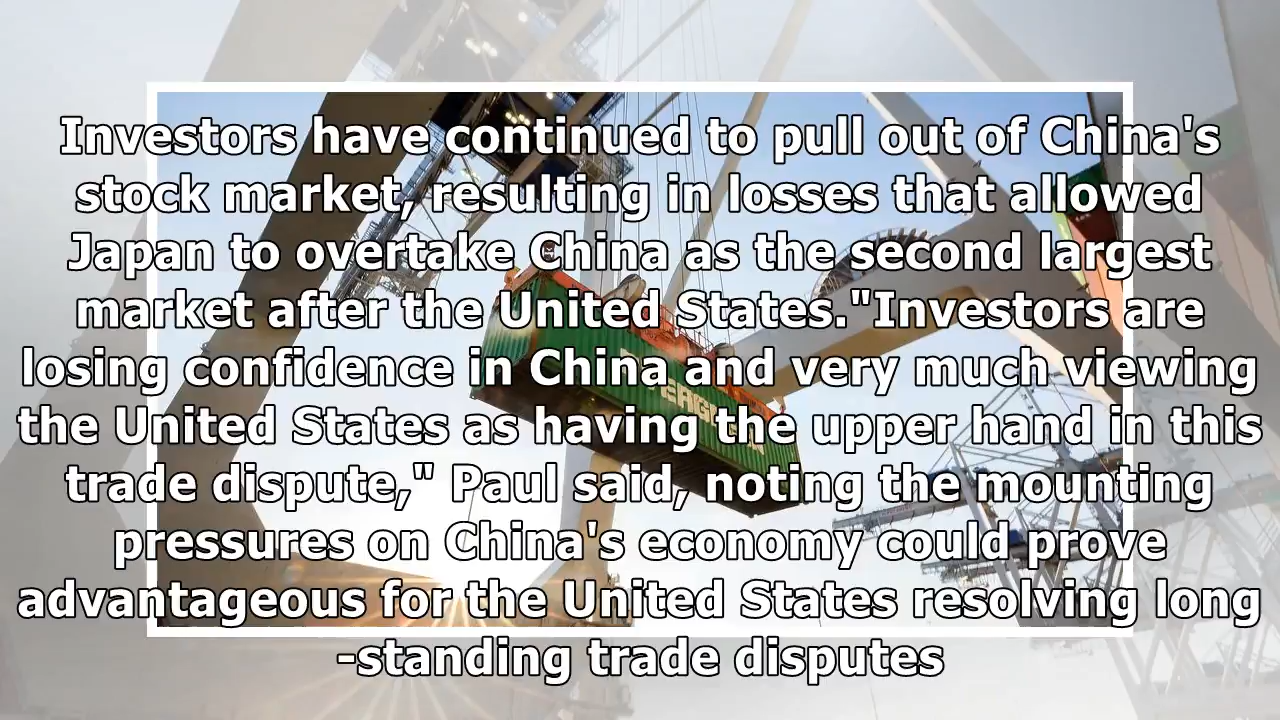 Investors have continued to pull out of China's
stock market, resulting in losses that allowed
Japan to overtake China as the second largest
market after the United States."Investors are
losing confidence in China and very much viewing
the United States as having the upper hand in this
trade dispute," Paul said, noting the mounting
pressures on China's economy could prove
advantageous for the United States resolving long
-standing trade disputes